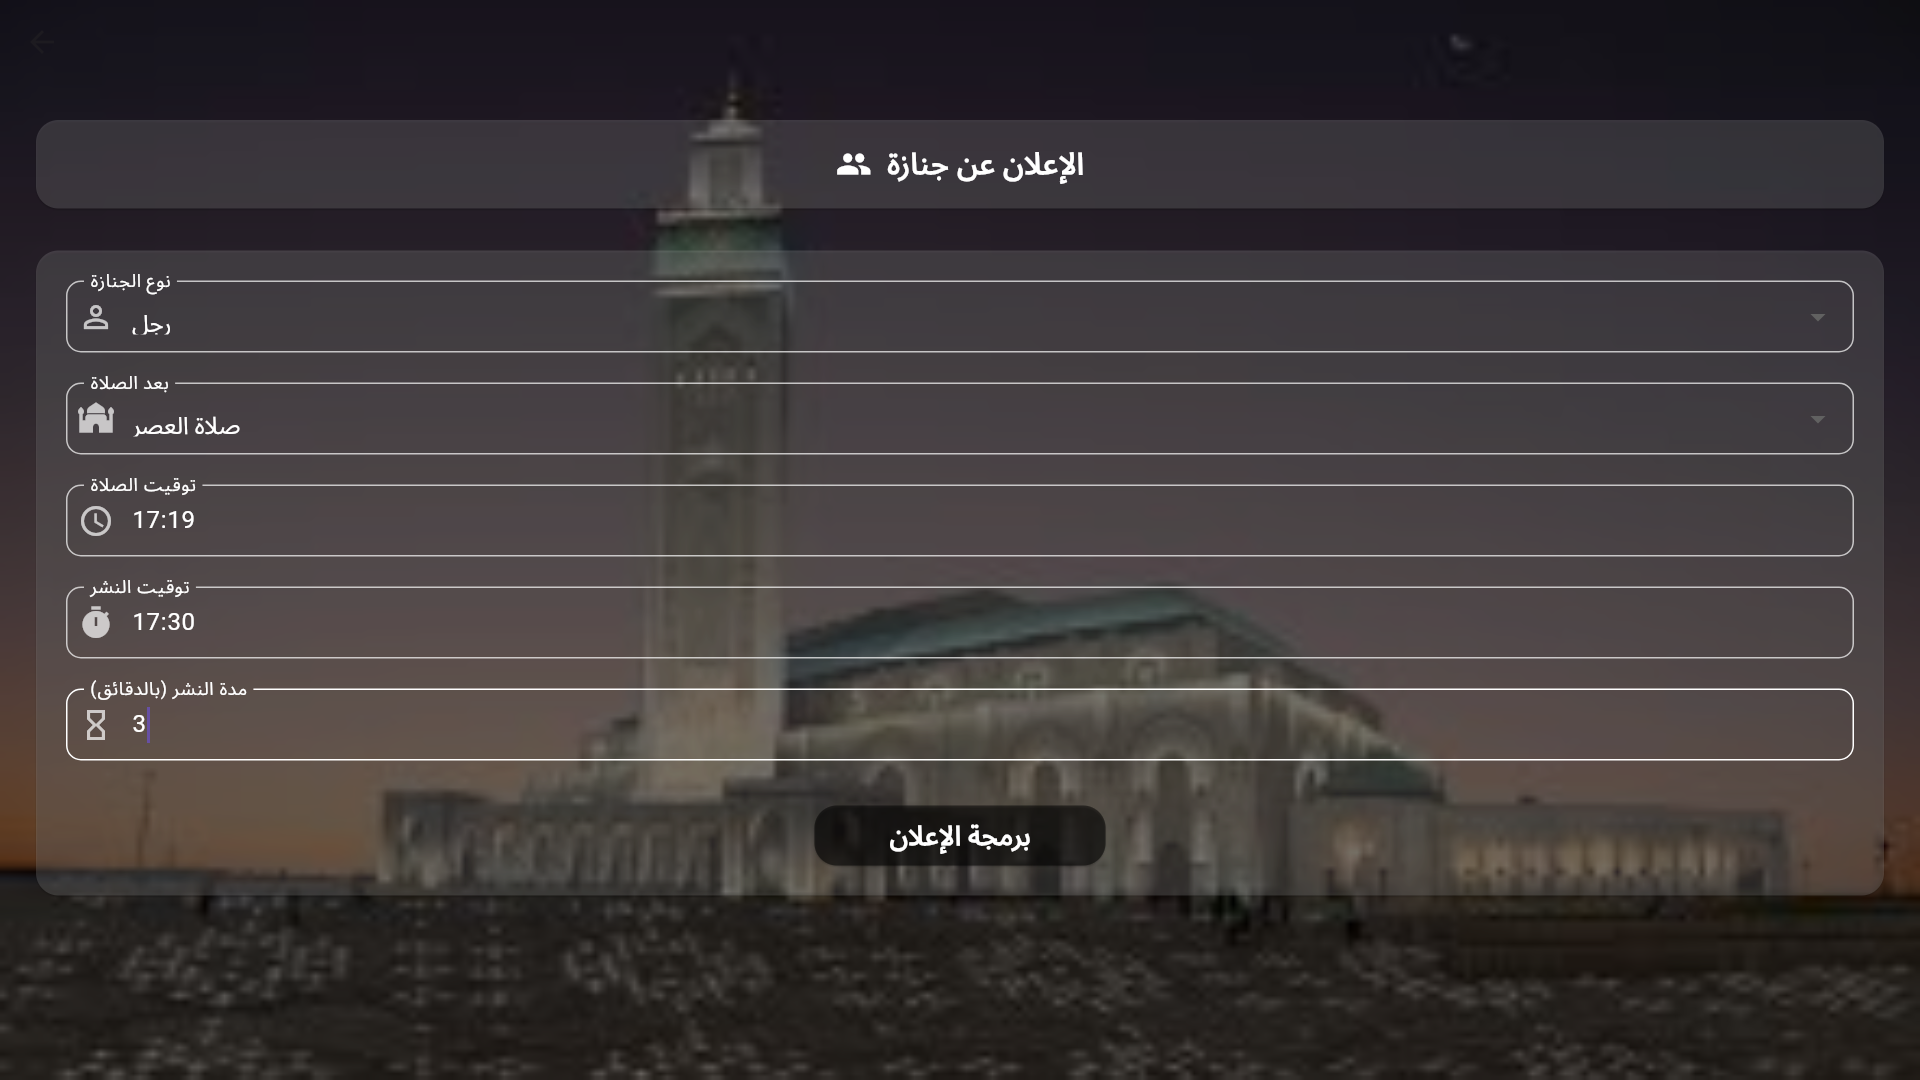 الإعلان عن جنازة
نوع الجنازة
رجل
بعد الصلاة
صلاة العصر
توقيت الصلاة
17:19
توقيت النشر
17:30
مدة النشر (بالدقائق)
3
برمجة الإعلان